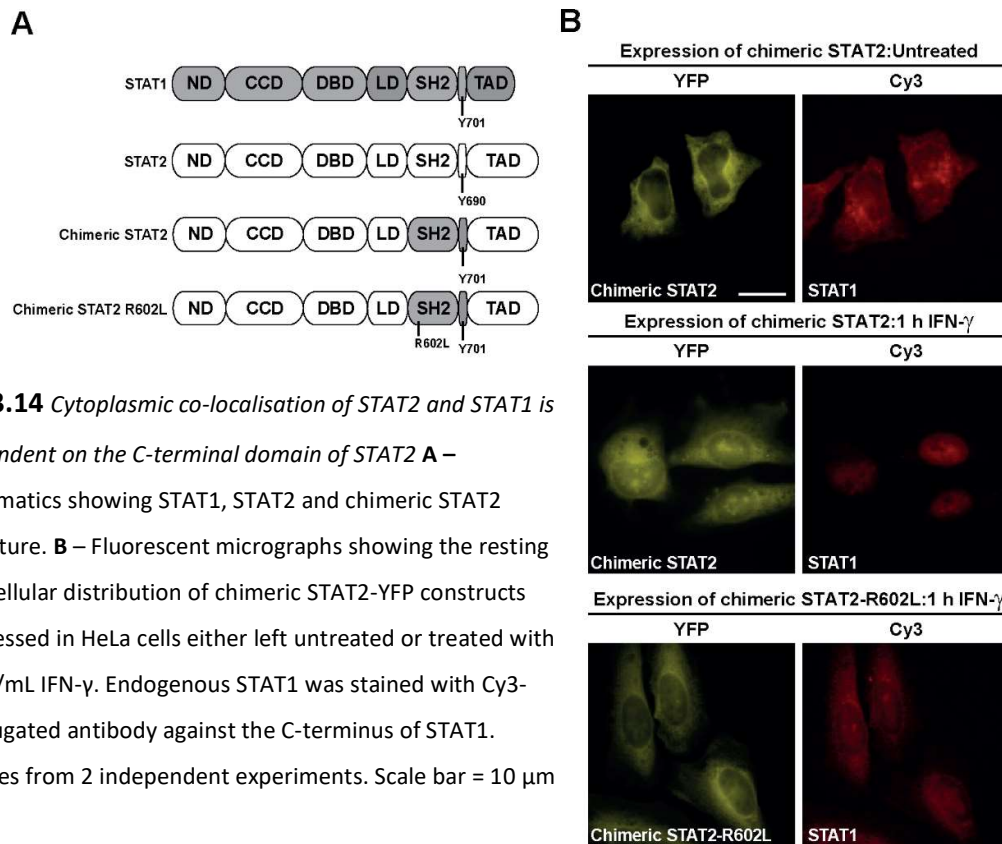 A
STAT1 ND CCD DBD LD SH2 TAD
Y701
STAT2 ND CCD DBD LD SH2 TAD
Y690
Chimeric STAT2 ND CCD DBD LD SH2 TAD
Y701
Chimeric STAT2 R602L ND CCD DBD LD SH2 TAD
R602L Y701
3.14 Cytoplasmic co-localisation of STAT2 and STAT1 is
ndent on the C-terminal domain of STAT2 A –
matics showing STAT1, STAT2 and chimeric STAT2
ture. B – Fluorescent micrographs showing the resting
ellular distribution of chimeric STAT2-YFP constructs
essed in HeLa cells either left untreated or treated with
/mL IFN-γ. Endogenous STAT1 was stained with Cy3-
ugated antibody against the C-terminus of STAT1.
es from 2 independent experiments. Scale bar = 10 μm
B
Expression of chimeric STAT2:Untreated
YFP Cy3
Chimeric STAT2 STAT1
Expression of chimeric STAT2:1 h IFN-γ
YFP Cy3
Chimeric STAT2 STAT1
Expression of chimeric STAT2-R602L:1 h IFN-γ
YFP Cy3
Chimeric STAT2-R602L STAT1